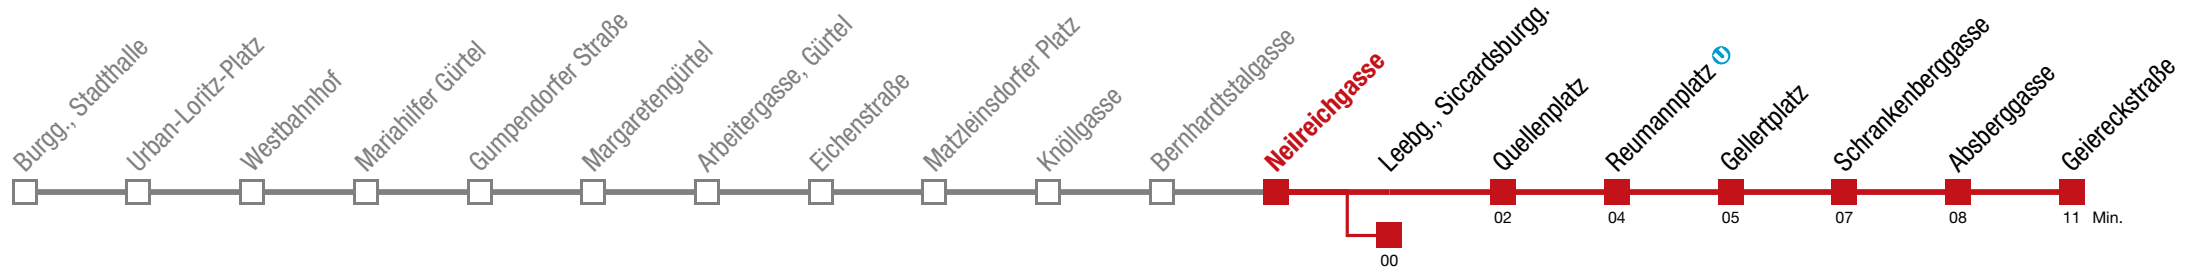 Burgg., Stadthalle
Urban-Loritz-Platz
Westbahnhof
Mariahilfer Gürtel
Gumpendorfer Straße
Margaretengürtel
Arbeitergasse, Gürtel
Eichenstraße
Matzleinsdorfer Platz
Knöllgasse
Bernhardtstalgasse
Neilreichgasse
Leebg., Siccardsburgg.
Quellenplatz
Reumannplatz U
Gellertplatz
Schrankenberggasse
Absberggasse
Geiereckstraße
02 04 05 07 08 11 Min.
00